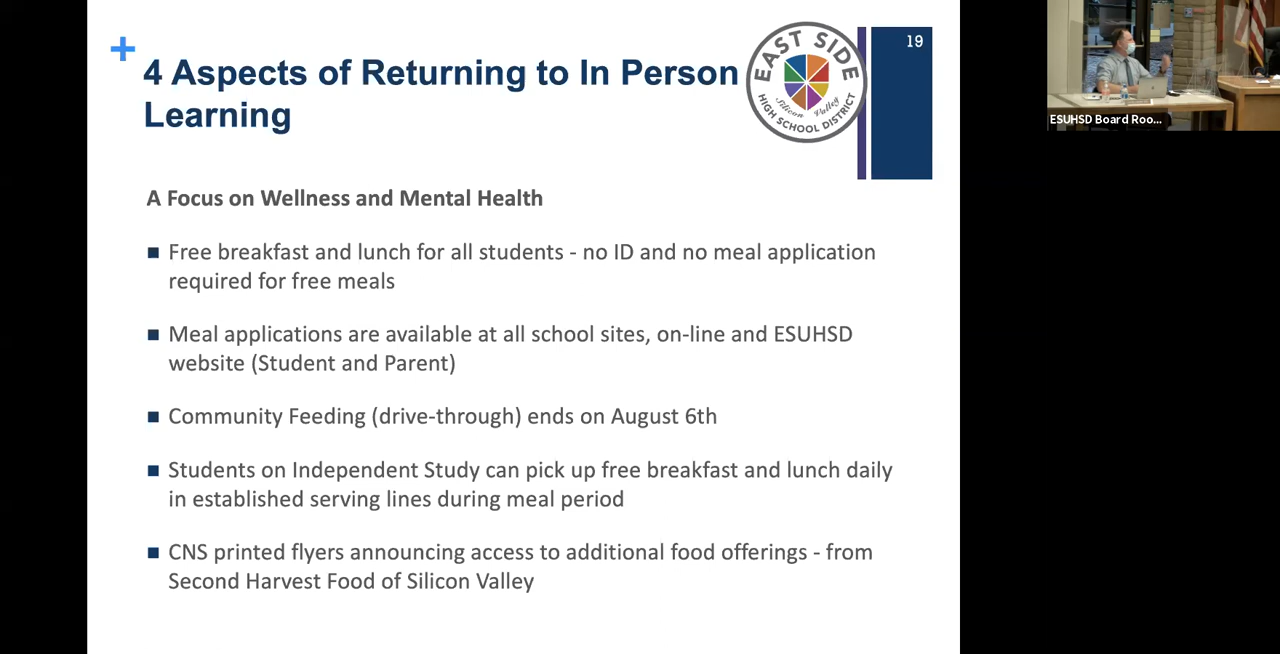 4 Aspects of Returning to In Person
Learning
EAST SIDE
Silicon Valley
HIGH SCHOOL DISTRICT
19
ESUHSD Board Roo...
A Focus on Wellness and Mental Health
Free breakfast and lunch for all students - no ID and no meal application
required for free meals
Meal applications are available at all school sites, on-line and ESUHSD
website (Student and Parent)
Community Feeding (drive-through) ends on August 6th
Students on Independent Study can pick up free breakfast and lunch daily
in established serving lines during meal period
CNS printed flyers announcing access to additional food offerings - from
Second Harvest Food of Silicon Valley